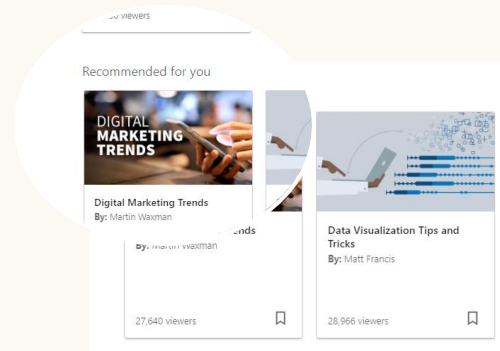 viewers
Recommended for you
DIGITAL
MARKETING
TRENDS
Digital Marketing Trends
By: Martin Waxman
By: Martin Waxman
27,640 viewers
Data Visualization Tips and
Tricks
By: Matt Francis
28,966 viewers